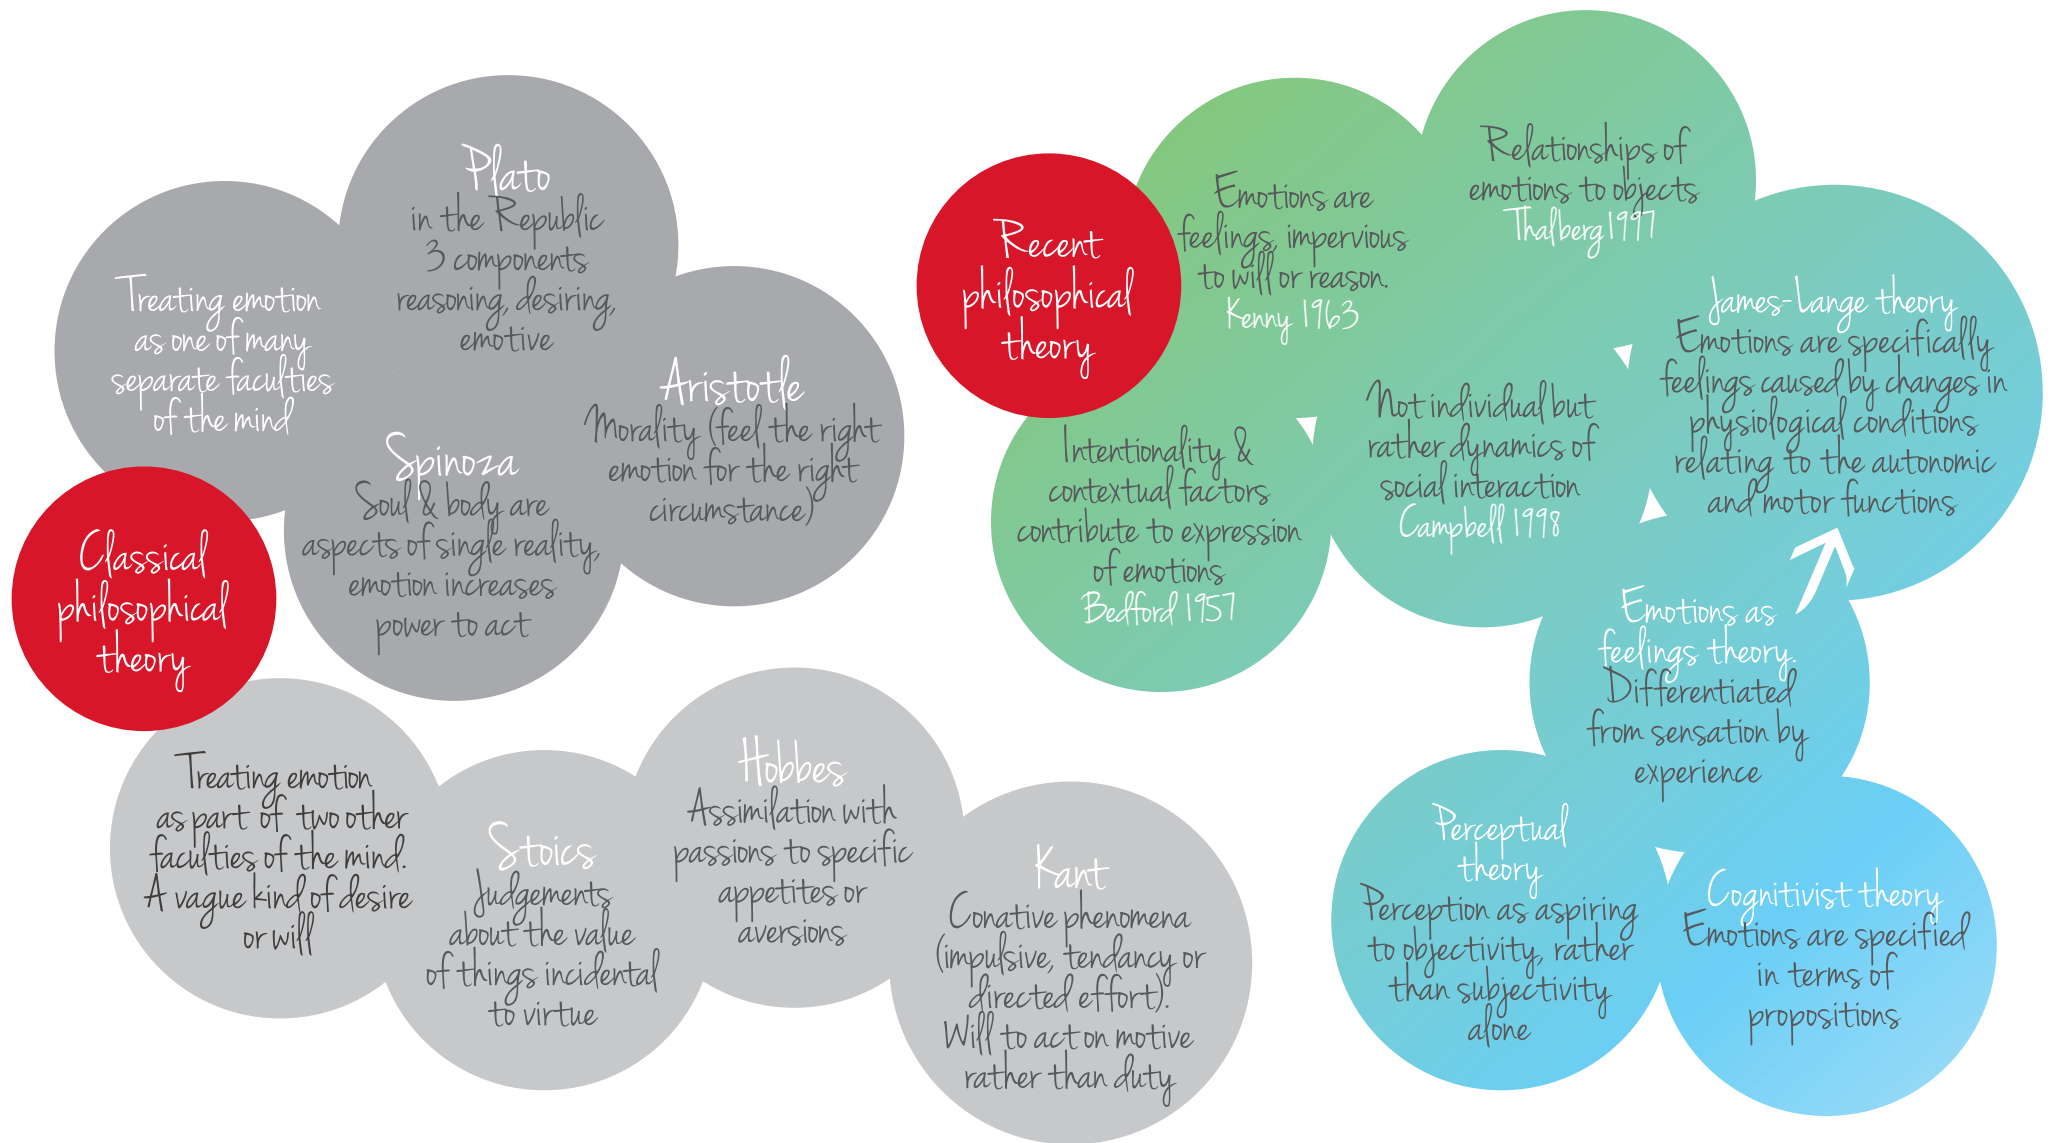 Classical
philosophical
theory
Treating emotion
as one of many
separate faculties
of the mind
Plato
in the Republic
3 components
reasoning, desiring,
emotive
Spinoza
Soul & body are
aspects of single reality,
emotion increases
power to act
Aristotle
Morality (feel the right
emotion for the right
circumstance)
Treating emotion
as part of two other
faculties of the mind.
A vague kind of desire
or will
Stoics
Judgements
about the value
of things incidental
to virtue
Hobbes
Assimilation with
passions to specific
appetites or
aversions
Kant
Conative phenomena
(impulsive, tendancy or
directed effort).
Will to act on motive
rather than duty
Recent
philosophical
theory
Emotions are
feelings, impervious
to will or reason.
Kenny 1963
Relationships of
emotions to objects
Thalberg 1997
Intentionality &
contextual factors
contribute to expression
of emotions
Bedford 1957
Not individual but
rather dynamics of
social interaction
Campbell 1998
James-Lange theory
Emotions are specifically
feelings caused by changes in
physiological conditions
relating to the autonomic
and motor functions
Emotions as
feelings theory.
Differentiated
from sensation by
experience
Perceptual
theory
Perception as aspiring
to objectivity, rather
than subjectivity
alone
Cognitivist theory
Emotions are specified
in terms of
propositions